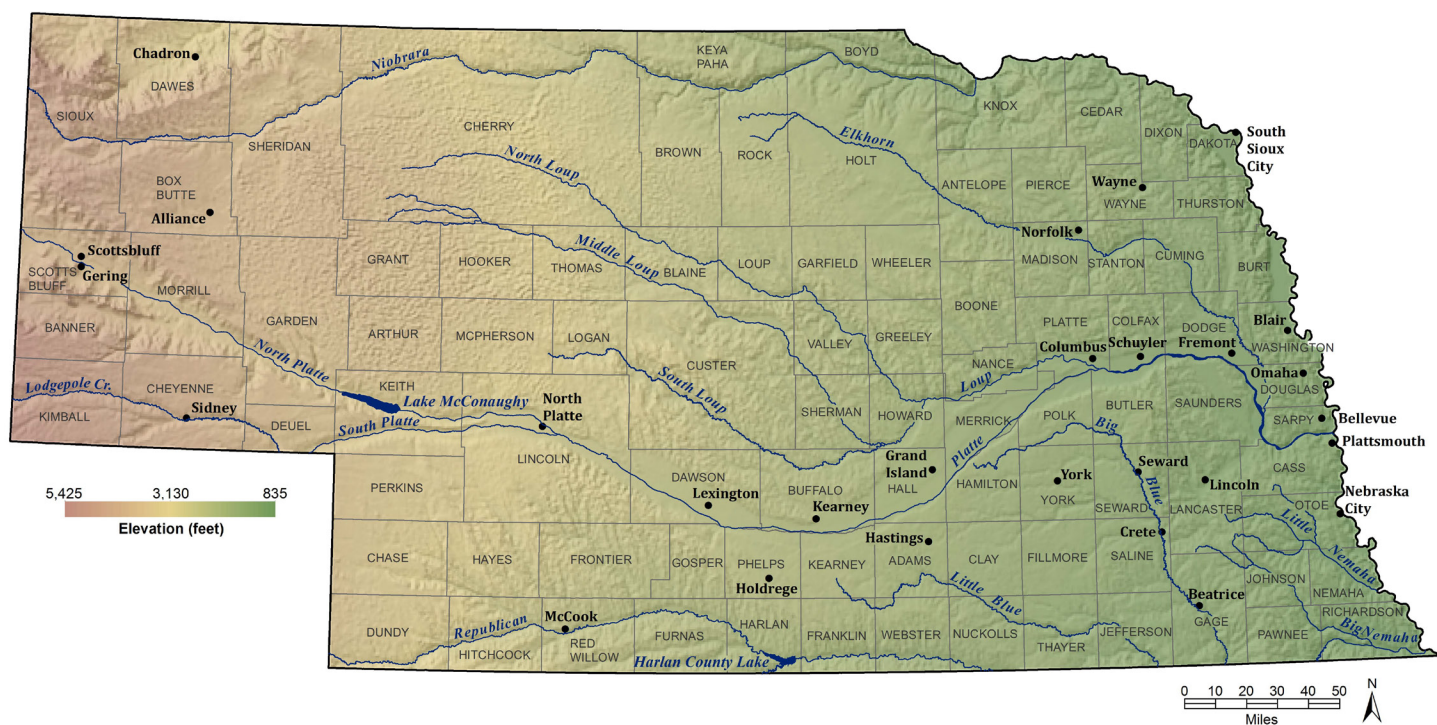 Chadron
DAWES
SIOUX
Niobrara
KEYA
PAHA
BOYD
KNOX
CEDAR
DIXON
DAKOTA
South
Sioux
City
SHERIDAN
CHERRY
BROWN
ROCK
Elkhorn
HOLT
North Loup
BOX
BUTTE
Alliance
ANTELOPE
PIERCE
Wayne
WAYNE
THURSTON
Norfolk
Scottsbluff
Gering
SCOTTS
BLUFF
MORRILL
GRANT
HOOKER
THOMAS
Middle Loup
BLAINE
LOUP
GARFIELD
WHEELER
MADISON
STANTON
CUMING
BURT
BANNER
GARDEN
ARTHUR
MCPHERSON
LOGAN
CUSTER
VALLEY
GREELEY
BOONE
PLATTE
COLFAX
DODGE
Blair
WASHINGTON
Columbus
Schuyler
Fremont
NANCE
Loup
Omaha
DOUGLAS
North Platte
Lodgepole Cr.
CHEYENNE
KIMBALL
Sidney
DEUEL
KEITH
Lake McConaughy
South Platte
North
Platte
South Loup
SHERMAN
HOWARD
MERRICK
POLK
BUTLER
SAUNDERS
SARPY
Bellevue
Plattsmouth
LINCOLN
Platte
Big
Blue
Grand
Island
HALL
HAMILTON
York
YORK
Seward
SEWARD
Lincoln
LANCASTER
CASS
OTOE
Nebraska
City
PERKINS
DAWSON
Lexington
BUFFALO
Kearney
5,425
3,130
835
Elevation (feet)
Hastings
ADAMS
CLAY
FILLMORE
Crete
SALINE
Little
Nemaha
CHASE
HAYES
FRONTIER
GOSPER
PHELPS
Holdrege
KEARNEY
Little Blue
Beatrice
GAGE
JOHNSON
NEMAHA
RICHARDSON
DUNDY
Republican
HITCHCOCK
McCook
RED
WILLOW
FURNAS
HARLAN
Harlan County Lake
FRANKLIN
WEBSTER
NUCKOLLS
THAYER
JEFFERSON
PAWNEE
Big Nemaha
0 10 20 30 40 50
Miles
N